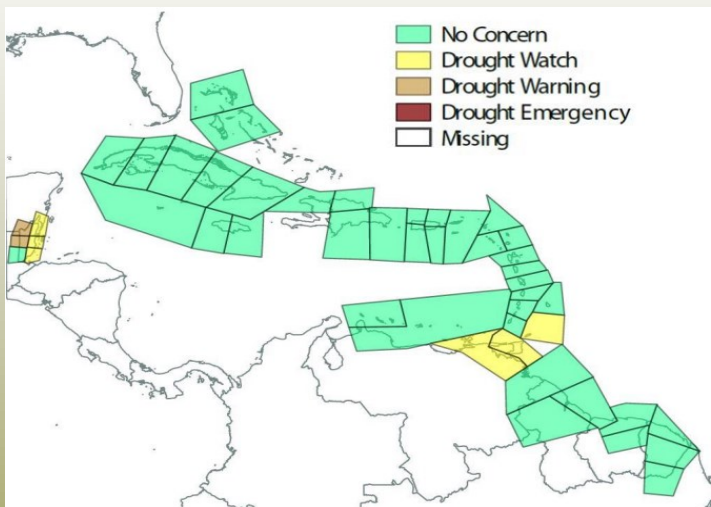 No Concern
Drought Watch
Drought Warning
Drought Emergency
Missing